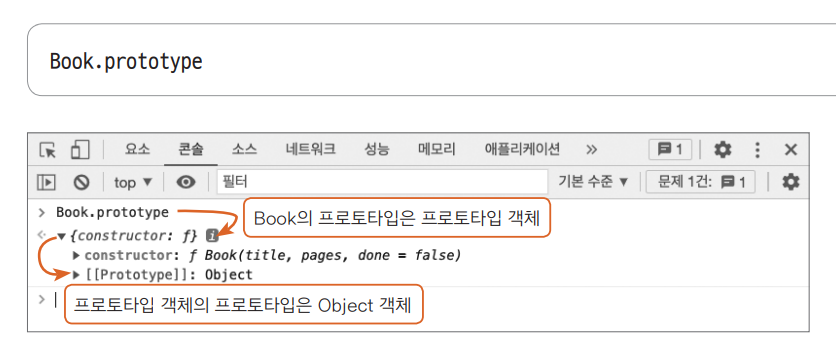 Book.prototype
요소 콘솔 소스 네트워크 성능 메모리 애플리케이션 » 1
top ▼ 필터 기본 수준 ▼ 문제 1건: 1
> Book.prototype
Book의 프로토타입은 프로토타입 객체
▼{constructor: ƒ} i
▶ constructor: ƒ Book(title, pages, done = false)
▶ [[Prototype]]: Object
>
프로토타입 객체의 프로토타입은 Object 객체